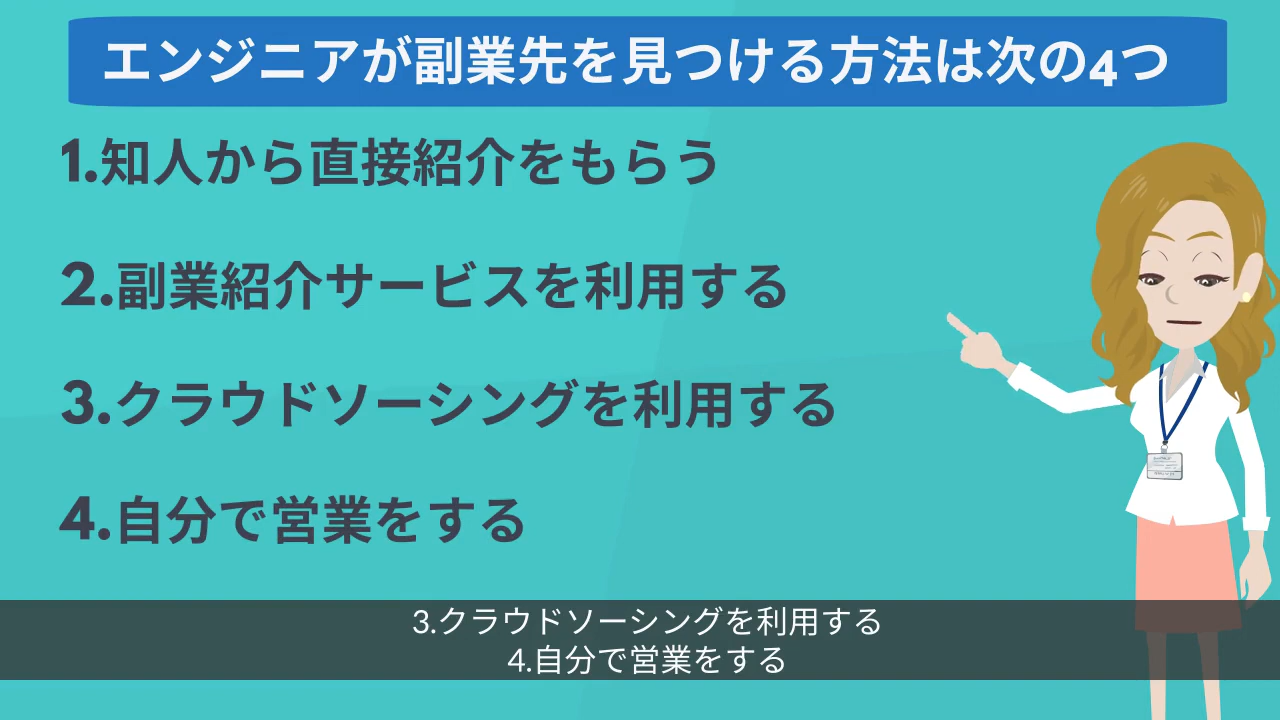 エンジニアが副業先を見つける方法は次の4つ
1.知人から直接紹介をもらう
2.副業紹介サービスを利用する
3.クラウドソーシングを利用する
4.自分で営業をする
3.クラウドソーシングを利用する
4.自分で営業をする